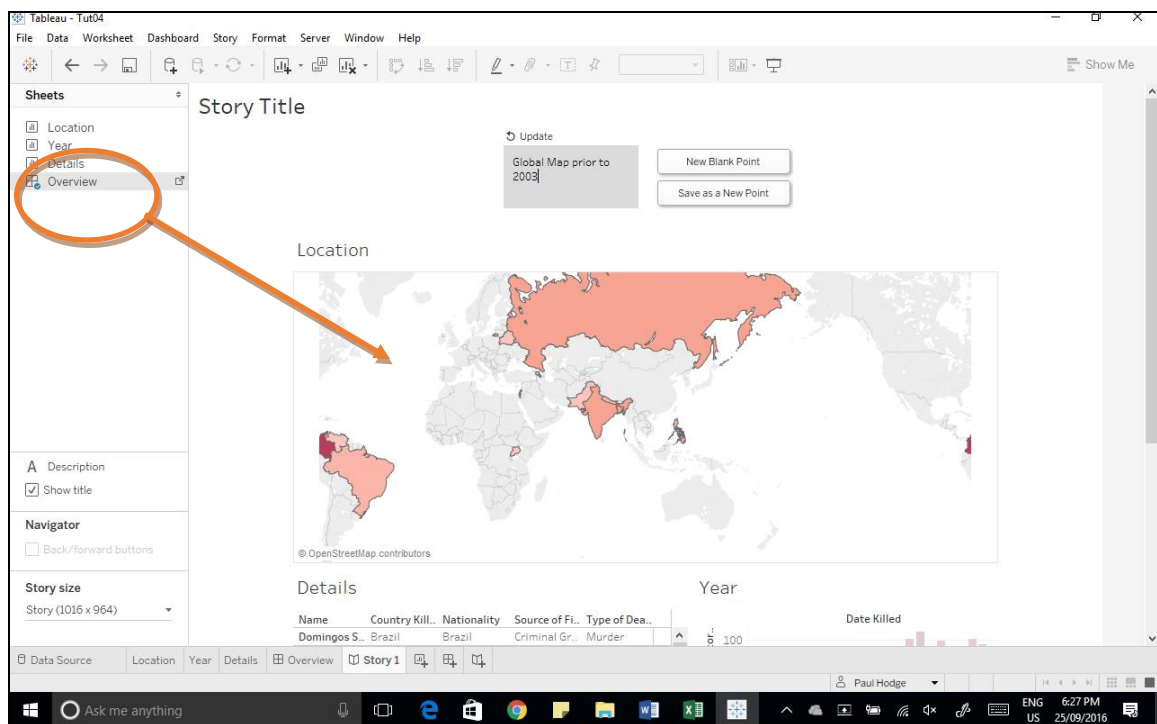 Tableau - Tut04
File Data Worksheet Dashboard Story Format Server Window Help
Show Me
Sheets
Location
Year
Details
Overview
A Description
Show title
Navigator
Back/forward buttons
Story size
Story (1016 x 964)
Story Title
Update
Global Map prior to
2003
New Blank Point
Save as a New Point
Location
© OpenStreetMap contributors
Details
Name Country Kill.. Nationality Source of Fi.. Type of Dea..
Domingos S.. Brazil Brazil Criminal Gr.. Murder
Year
Date Killed
100
Data Source Location Year Details Overview Story 1
Paul Hodge
Ask me anything
ENG 6:27 PM
US 25/09/2016